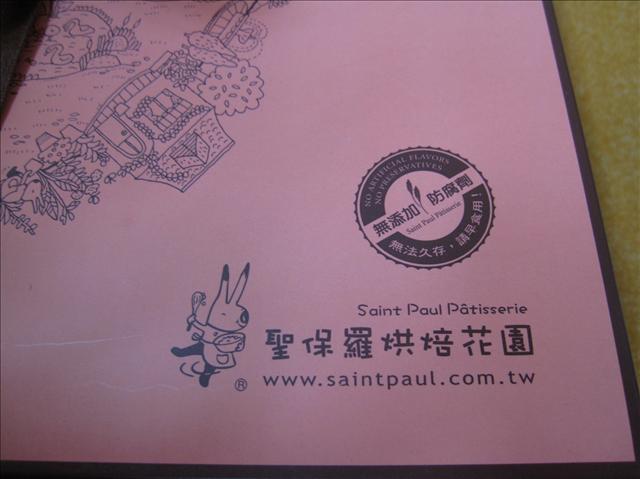 NO ARTIFICIAL FLAVORS
NO PRESERVATIVES
無添加 防腐劑
Saint Paul Pâtisserie
無法久存，請早食用！
Saint Paul Pâtisserie
聖保羅烘焙花園
® www.saintpaul.com.tw